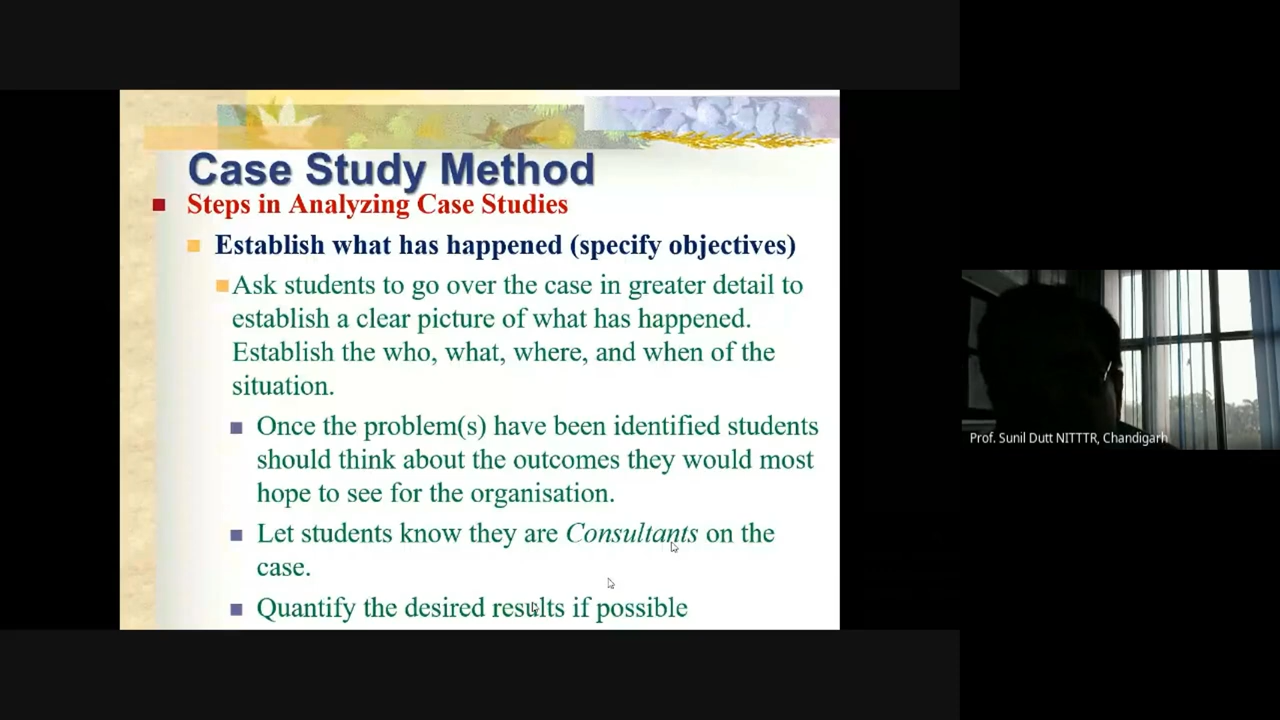 Case Study Method
Steps in Analyzing Case Studies
Establish what has happened (specify objectives)
Ask students to go over the case in greater detail to
establish a clear picture of what has happened.
Establish the who, what, where, and when of the
situation.
Once the problem(s) have been identified students
should think about the outcomes they would most
hope to see for the organisation.
Let students know they are Consultants on the
case.
Quantify the desired results if possible
Prof. Sunil Dutt NITTTR, Chandigarh